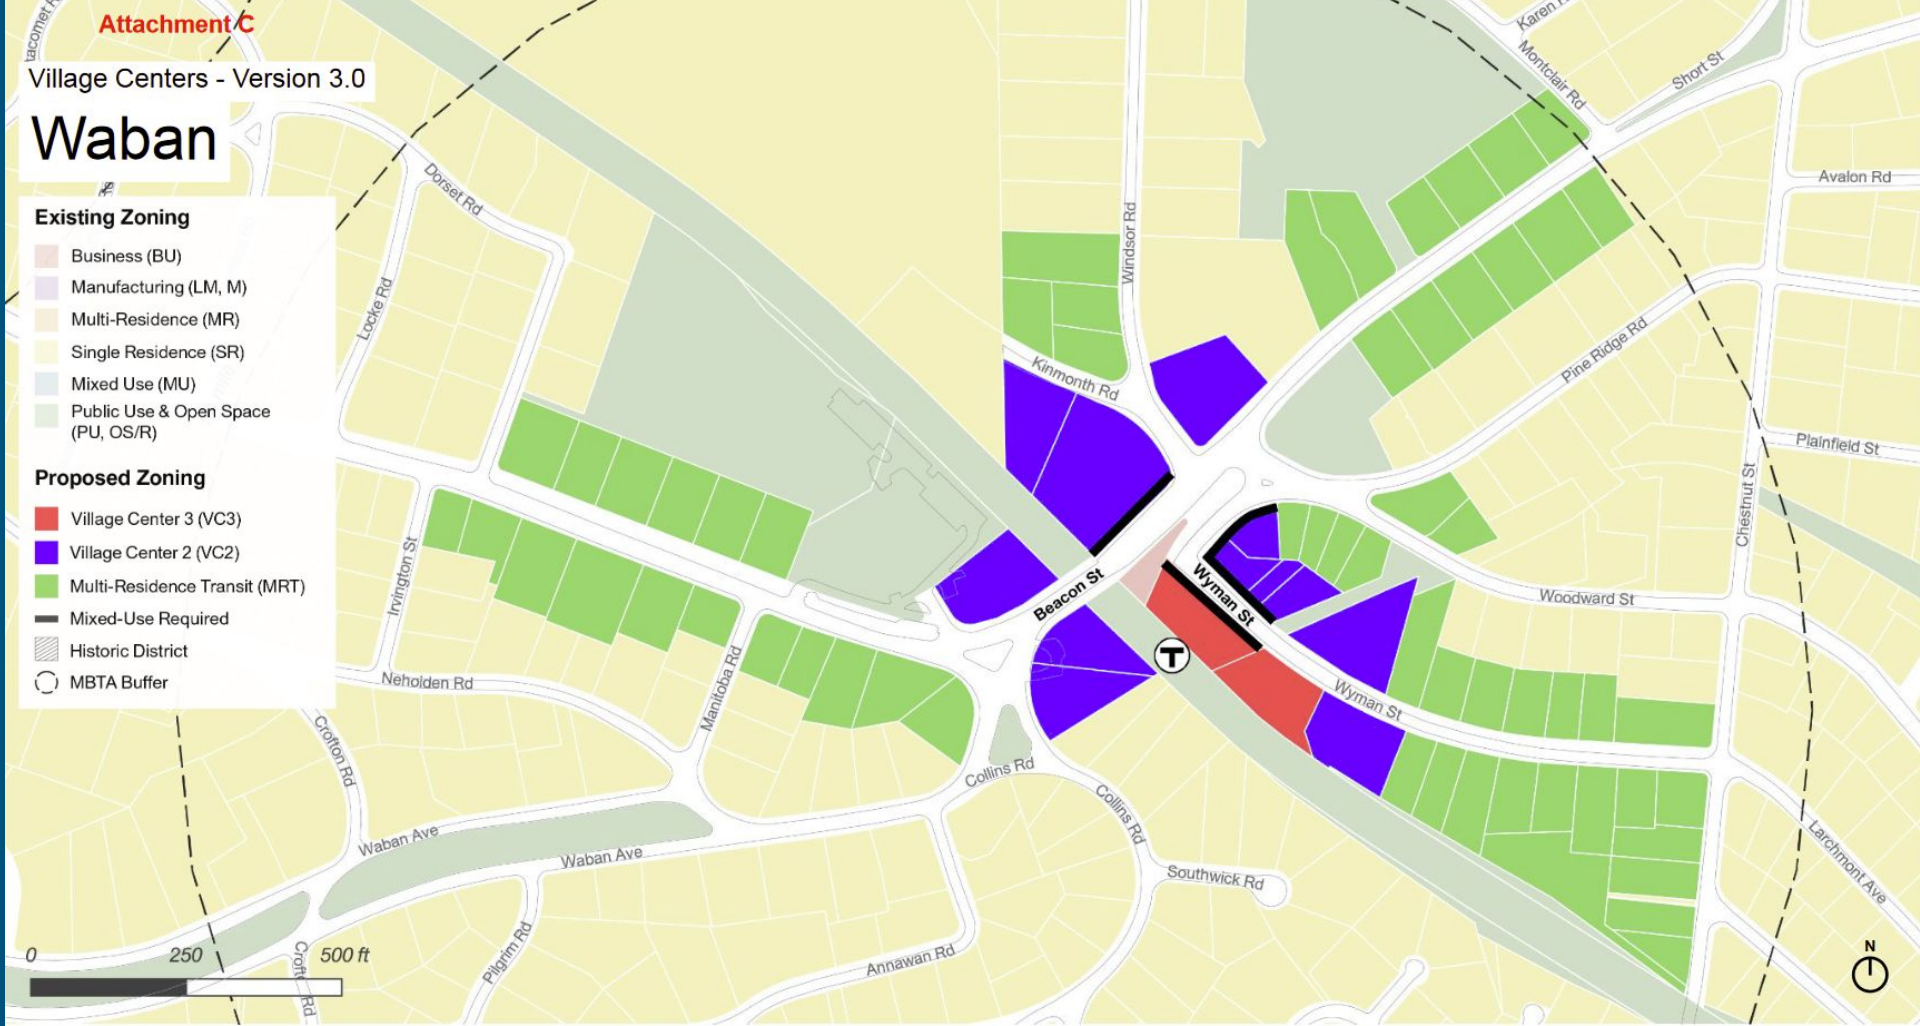 Attachment C
Village Centers - Version 3.0
Waban
Existing Zoning
Business (BU)
Manufacturing (LM, M)
Multi-Residence (MR)
Single Residence (SR)
Mixed Use (MU)
Public Use & Open Space
(PU, OS/R)
Proposed Zoning
Village Center 3 (VC3)
Village Center 2 (VC2)
Multi-Residence Transit (MRT)
Mixed-Use Required
Historic District
MBTA Buffer
0 250 500 ft
Karen
Montclair Rd
Short St
Avalon Rd
Dorset Rd
Windsor Rd
Locke Rd
Kinmonth Rd
Pine Ridge Rd
Plainfield St
Chestnut St
Irvington St
Beacon St
Wyman St
Woodward St
T
Neholden Rd
Manitoba Rd
Wyman St
Crofton Rd
Collins Rd
Collins Rd
Waban Ave
Waban Ave
Southwick Rd
Larchmont Ave
Pilgrim Rd
Annawan Rd
Rd
N